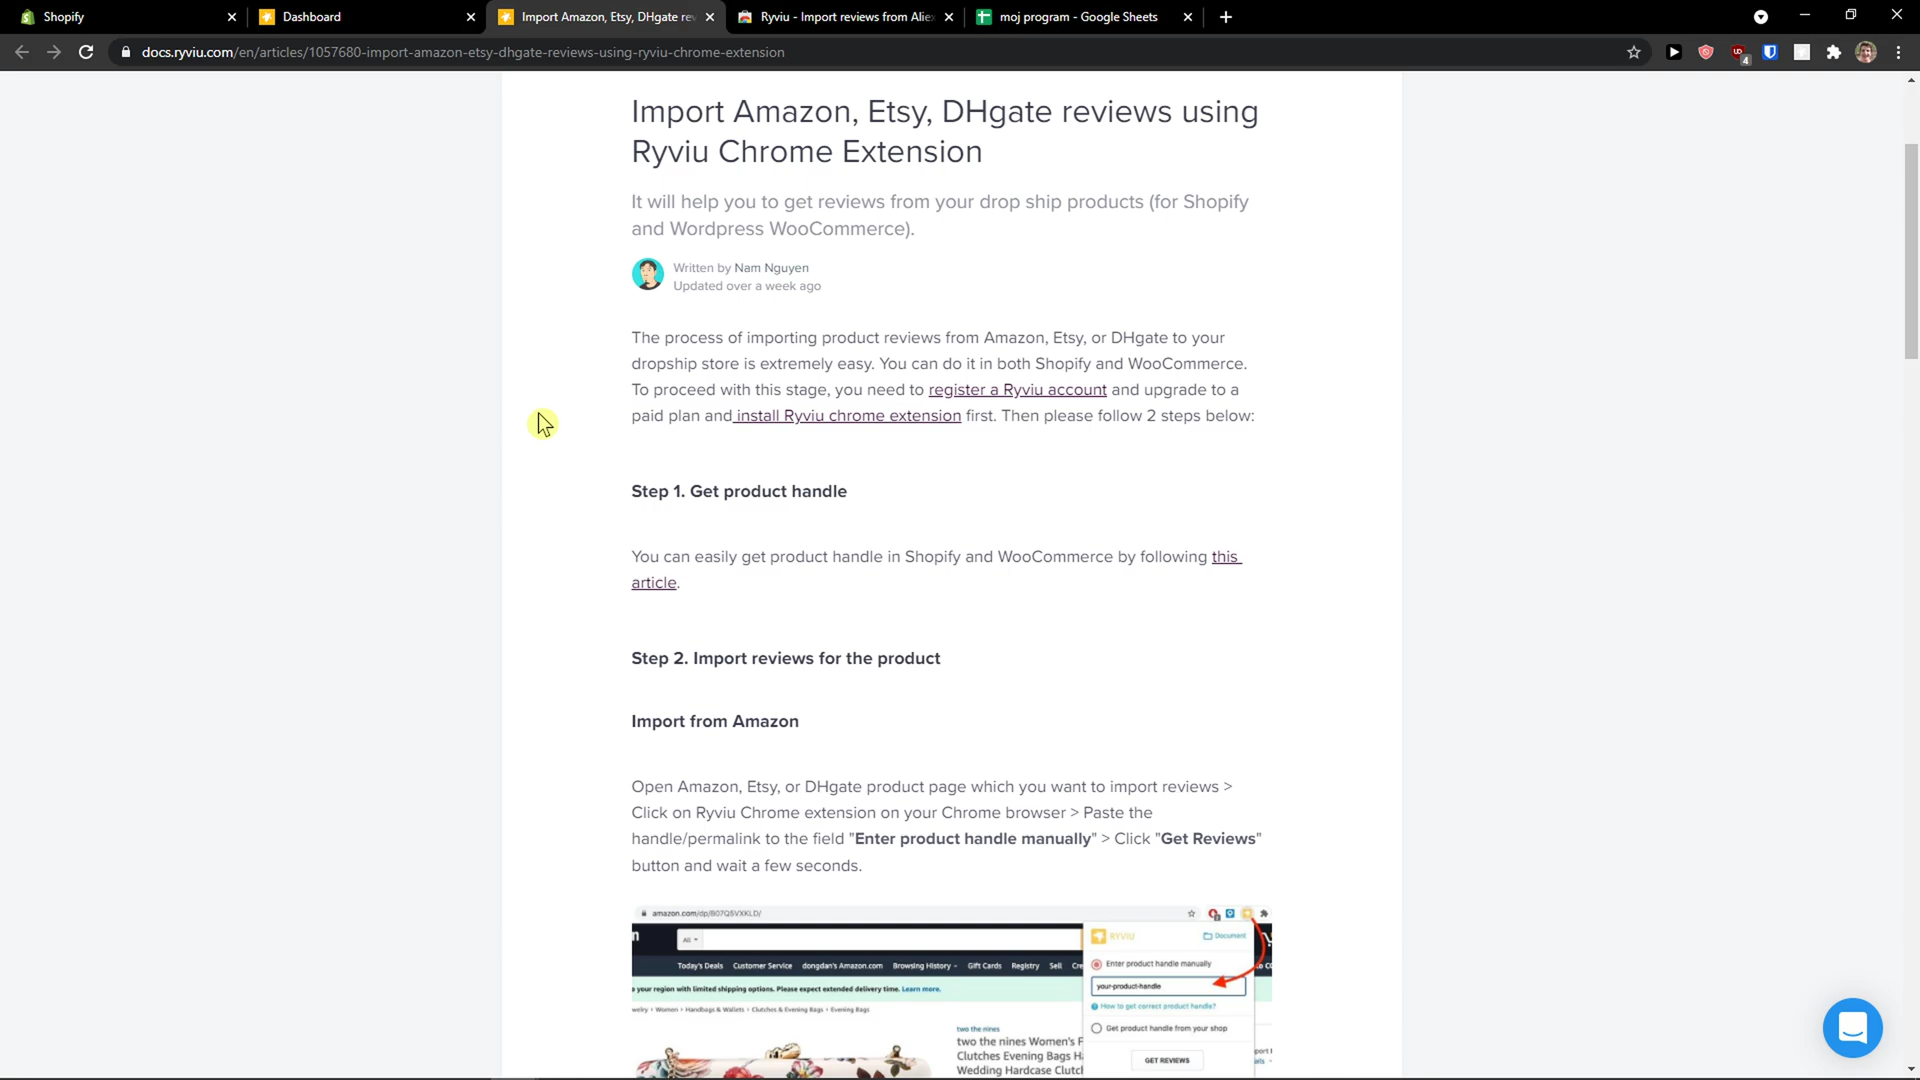 Shopify
Dashboard
Import Amazon, Etsy, DHgate re
Ryviu - Import reviews from Alie
moj program - Google Sheets
docs.ryviu.com/en/articles/1057680-import-amazon-etsy-dhgate-reviews-using-ryviu-chrome-extension
4
Import Amazon, Etsy, DHgate reviews using
Ryviu Chrome Extension
It will help you to get reviews from your drop ship products (for Shopify
and Wordpress WooCommerce).
Written by Nam Nguyen
Updated over a week ago
The process of importing product reviews from Amazon, Etsy, or DHgate to your
dropship store is extremely easy. You can do it in both Shopify and WooCommerce.
To proceed with this stage, you need to register a Ryviu account and upgrade to a
paid plan and install Ryviu chrome extension first. Then please follow 2 steps below:
Step 1. Get product handle
You can easily get product handle in Shopify and WooCommerce by following this
article.
Step 2. Import reviews for the product
Import from Amazon
Open Amazon, Etsy, or DHgate product page which you want to import reviews >
Click on Ryviu Chrome extension on your Chrome browser > Paste the
handle/permalink to the field "Enter product handle manually" > Click "Get Reviews"
button and wait a few seconds.
amazon.com/dp/B07Q5VXKLD/
RYVIU
Document
All
Today's Deals Customer Service dongdan's Amazon.com Browsing History Gift Cards Registry Sell
Enter product handle manually
your-product-handle
your region with limited shipping options. Please expect extended delivery time. Learn more.
How to get correct product handle?
welry › Women › Handbags & Wallets › Clutches & Evening Bags › Evening Bags
Get product handle from your shop
two the nines
two the nines Women's F
Clutches Evening Bags Ha
Wedding Hardcase Clutcl
GET REVIEWS